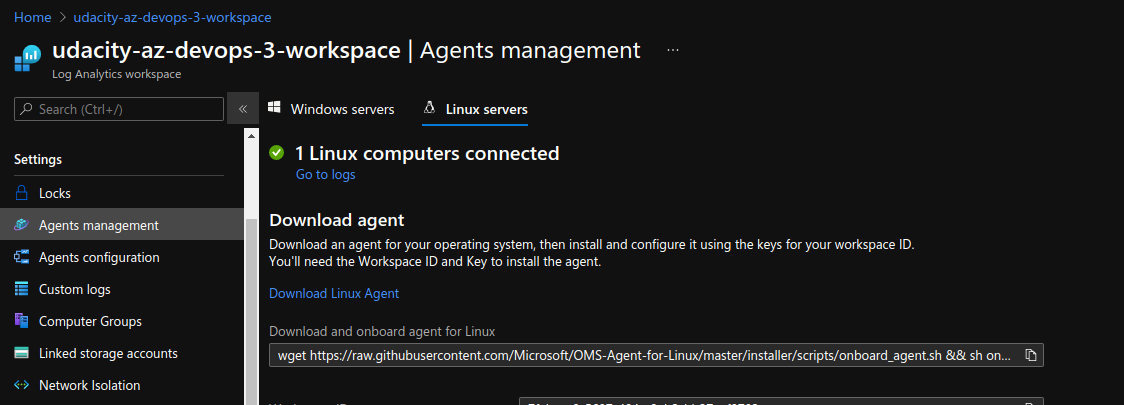 Home > udacity-az-devops-3-workspace
udacity-az-devops-3-workspace | Agents management ...
Log Analytics workspace
Search (Ctrl+/) «
Windows servers Linux servers
1 Linux computers connected
Go to logs
Settings
Locks
Agents management
Agents configuration
Custom logs
Computer Groups
Linked storage accounts
Network Isolation
Download agent
Download an agent for your operating system, then install and configure it using the keys for your workspace ID.
You'll need the Workspace ID and Key to install the agent.
Download Linux Agent
Download and onboard agent for Linux
wget https://raw.githubusercontent.com/Microsoft/OMS-Agent-for-Linux/master/installer/scripts/onboard_agent.sh && sh on...